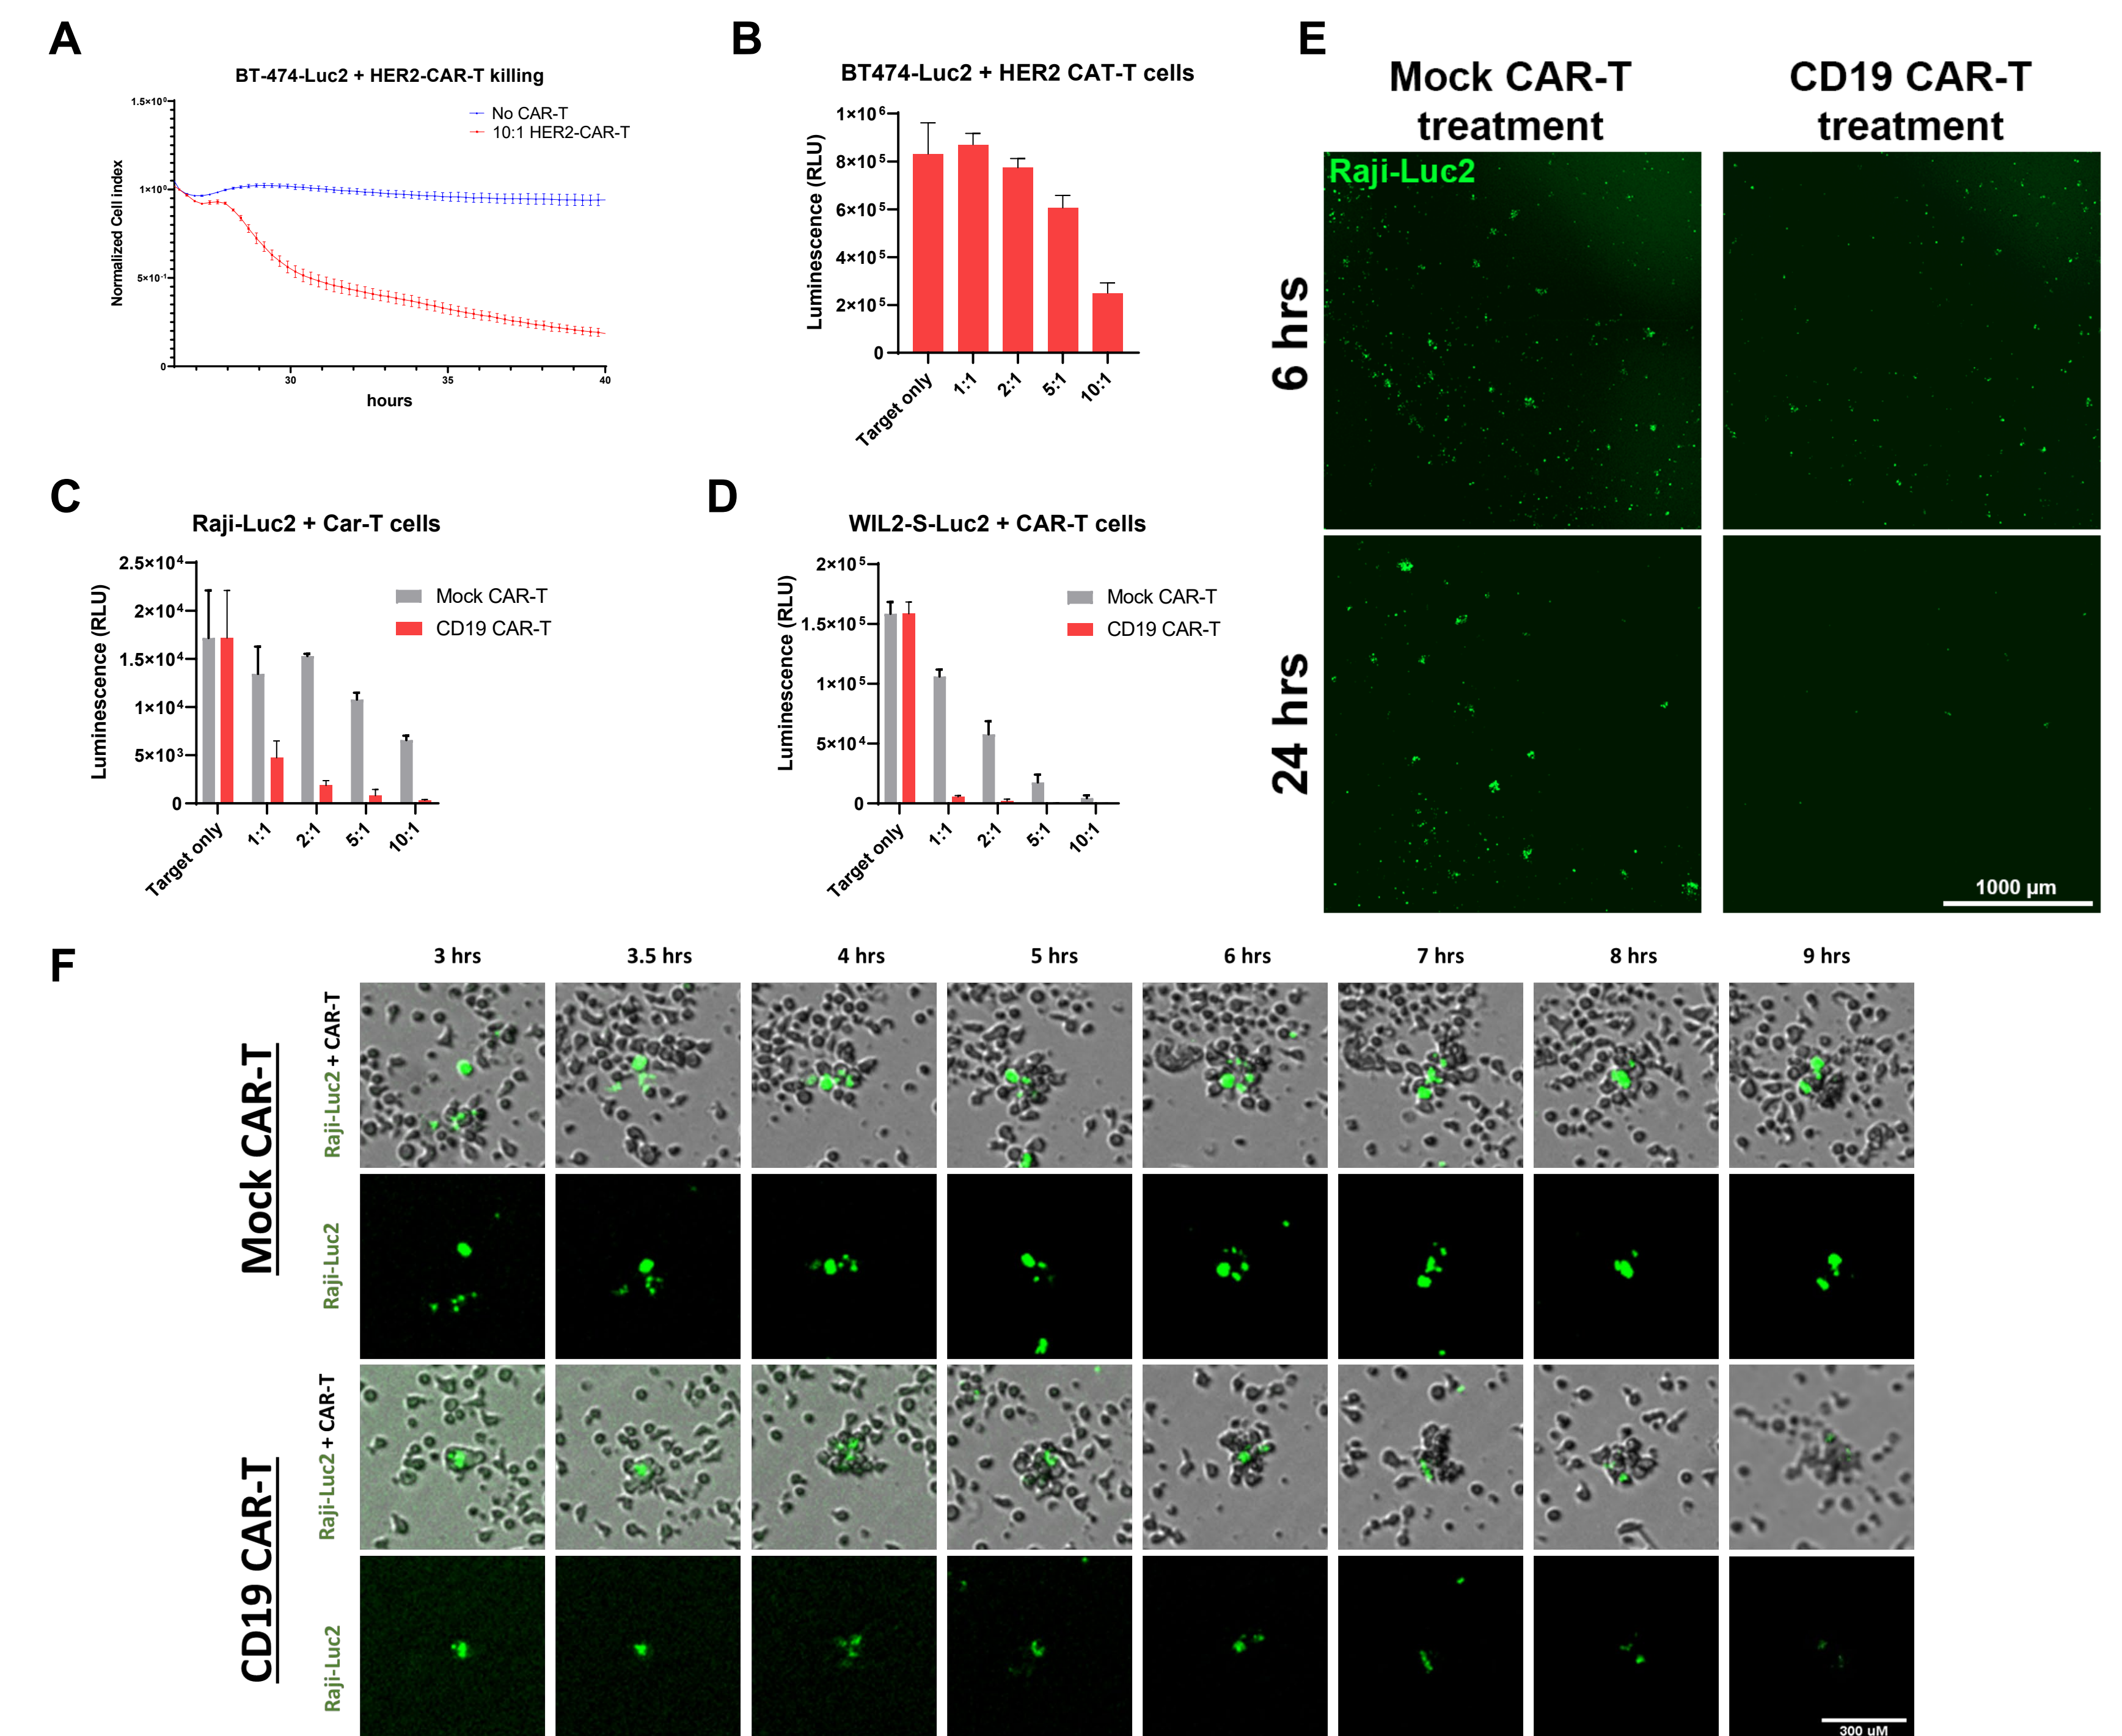 A
BT-474-Luc2 + HER2-CAR-T killing
No CAR-T
10:1 HER2-CAR-T
Normalized Cell index
1.5×10⁰
1×10⁰
5×10⁻¹
0
30
35
40
hours
B
BT474-Luc2 + HER2 CAT-T cells
Luminescence (RLU)
1×10⁶
8×10⁵
6×10⁵
4×10⁵
2×10⁵
0
Target only
1:1
2:1
5:1
10:1
C
Raji-Luc2 + Car-T cells
Mock CAR-T
CD19 CAR-T
Luminescence (RLU)
2.5×10⁴
2×10⁴
1.5×10⁴
1×10⁴
5×10³
0
Target only
1:1
2:1
5:1
10:1
D
WIL2-S-Luc2 + CAR-T cells
Mock CAR-T
CD19 CAR-T
Luminescence (RLU)
2×10⁵
1.5×10⁵
1×10⁵
5×10⁴
0
Target only
1:1
2:1
5:1
10:1
E
Mock CAR-T
treatment
CD19 CAR-T
treatment
Raji-Luc2
6 hrs
24 hrs
1000 µm
F
3 hrs
3.5 hrs
4 hrs
5 hrs
6 hrs
7 hrs
8 hrs
9 hrs
Mock CAR-T
Raji-Luc2 + CAR-T
Raji-Luc2
CD19 CAR-T
Raji-Luc2 + CAR-T
Raji-Luc2
300 uM